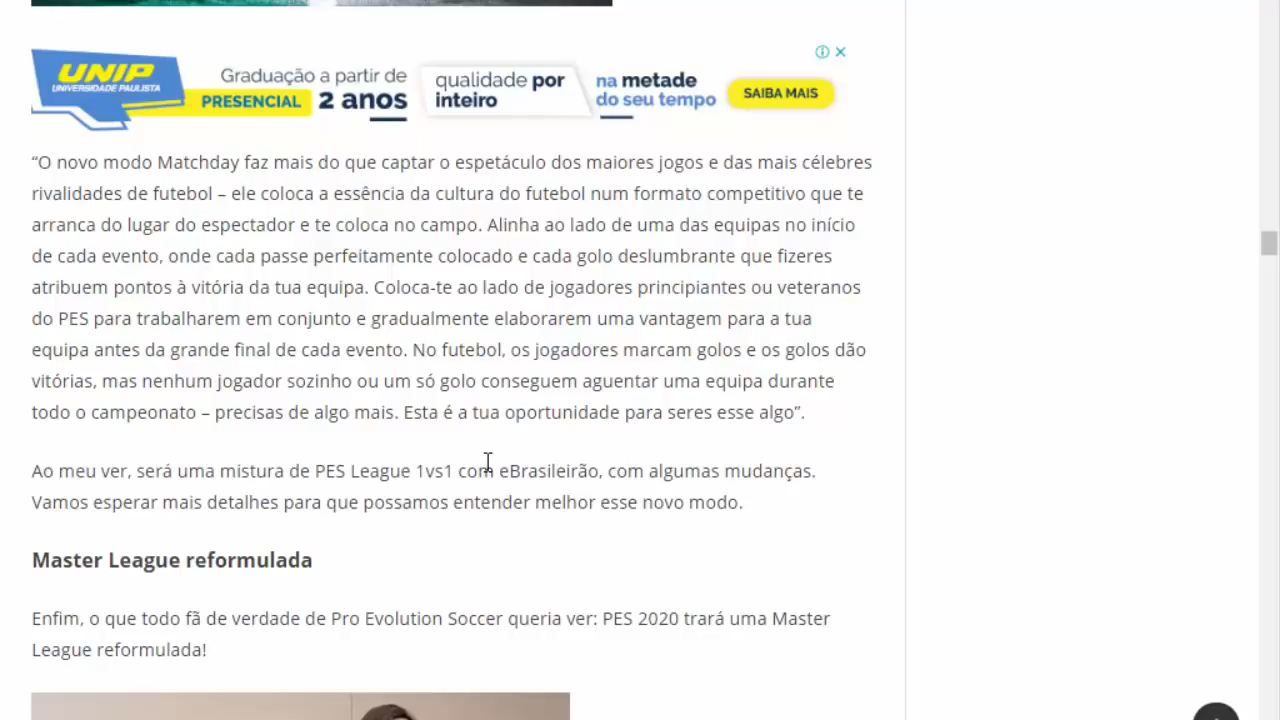 UNIP
UNIVERSIDADE PAULISTA
Graduação a partir de
PRESENCIAL 2 anos
qualidade por
inteiro
na metade
do seu tempo
SAIBA MAIS
“O novo modo Matchday faz mais do que captar o espetáculo dos maiores jogos e das mais célebres
rivalidades de futebol – ele coloca a essência da cultura do futebol num formato competitivo que te
arranca do lugar do espectador e te coloca no campo. Alinha ao lado de uma das equipas no início
de cada evento, onde cada passe perfeitamente colocado e cada golo deslumbrante que fizeres
atribuem pontos à vitória da tua equipa. Coloca-te ao lado de jogadores principiantes ou veteranos
do PES para trabalharem em conjunto e gradualmente elaborarem uma vantagem para a tua
equipa antes da grande final de cada evento. No futebol, os jogadores marcam golos e os golos dão
vitórias, mas nenhum jogador sozinho ou um só golo conseguem aguentar uma equipa durante
todo o campeonato – precisas de algo mais. Esta é a tua oportunidade para seres esse algo”.
Ao meu ver, será uma mistura de PES League 1vs1 com eBrasileirão, com algumas mudanças.
Vamos esperar mais detalhes para que possamos entender melhor esse novo modo.
Master League reformulada
Enfim, o que todo fã de verdade de Pro Evolution Soccer queria ver: PES 2020 trará uma Master
League reformulada!